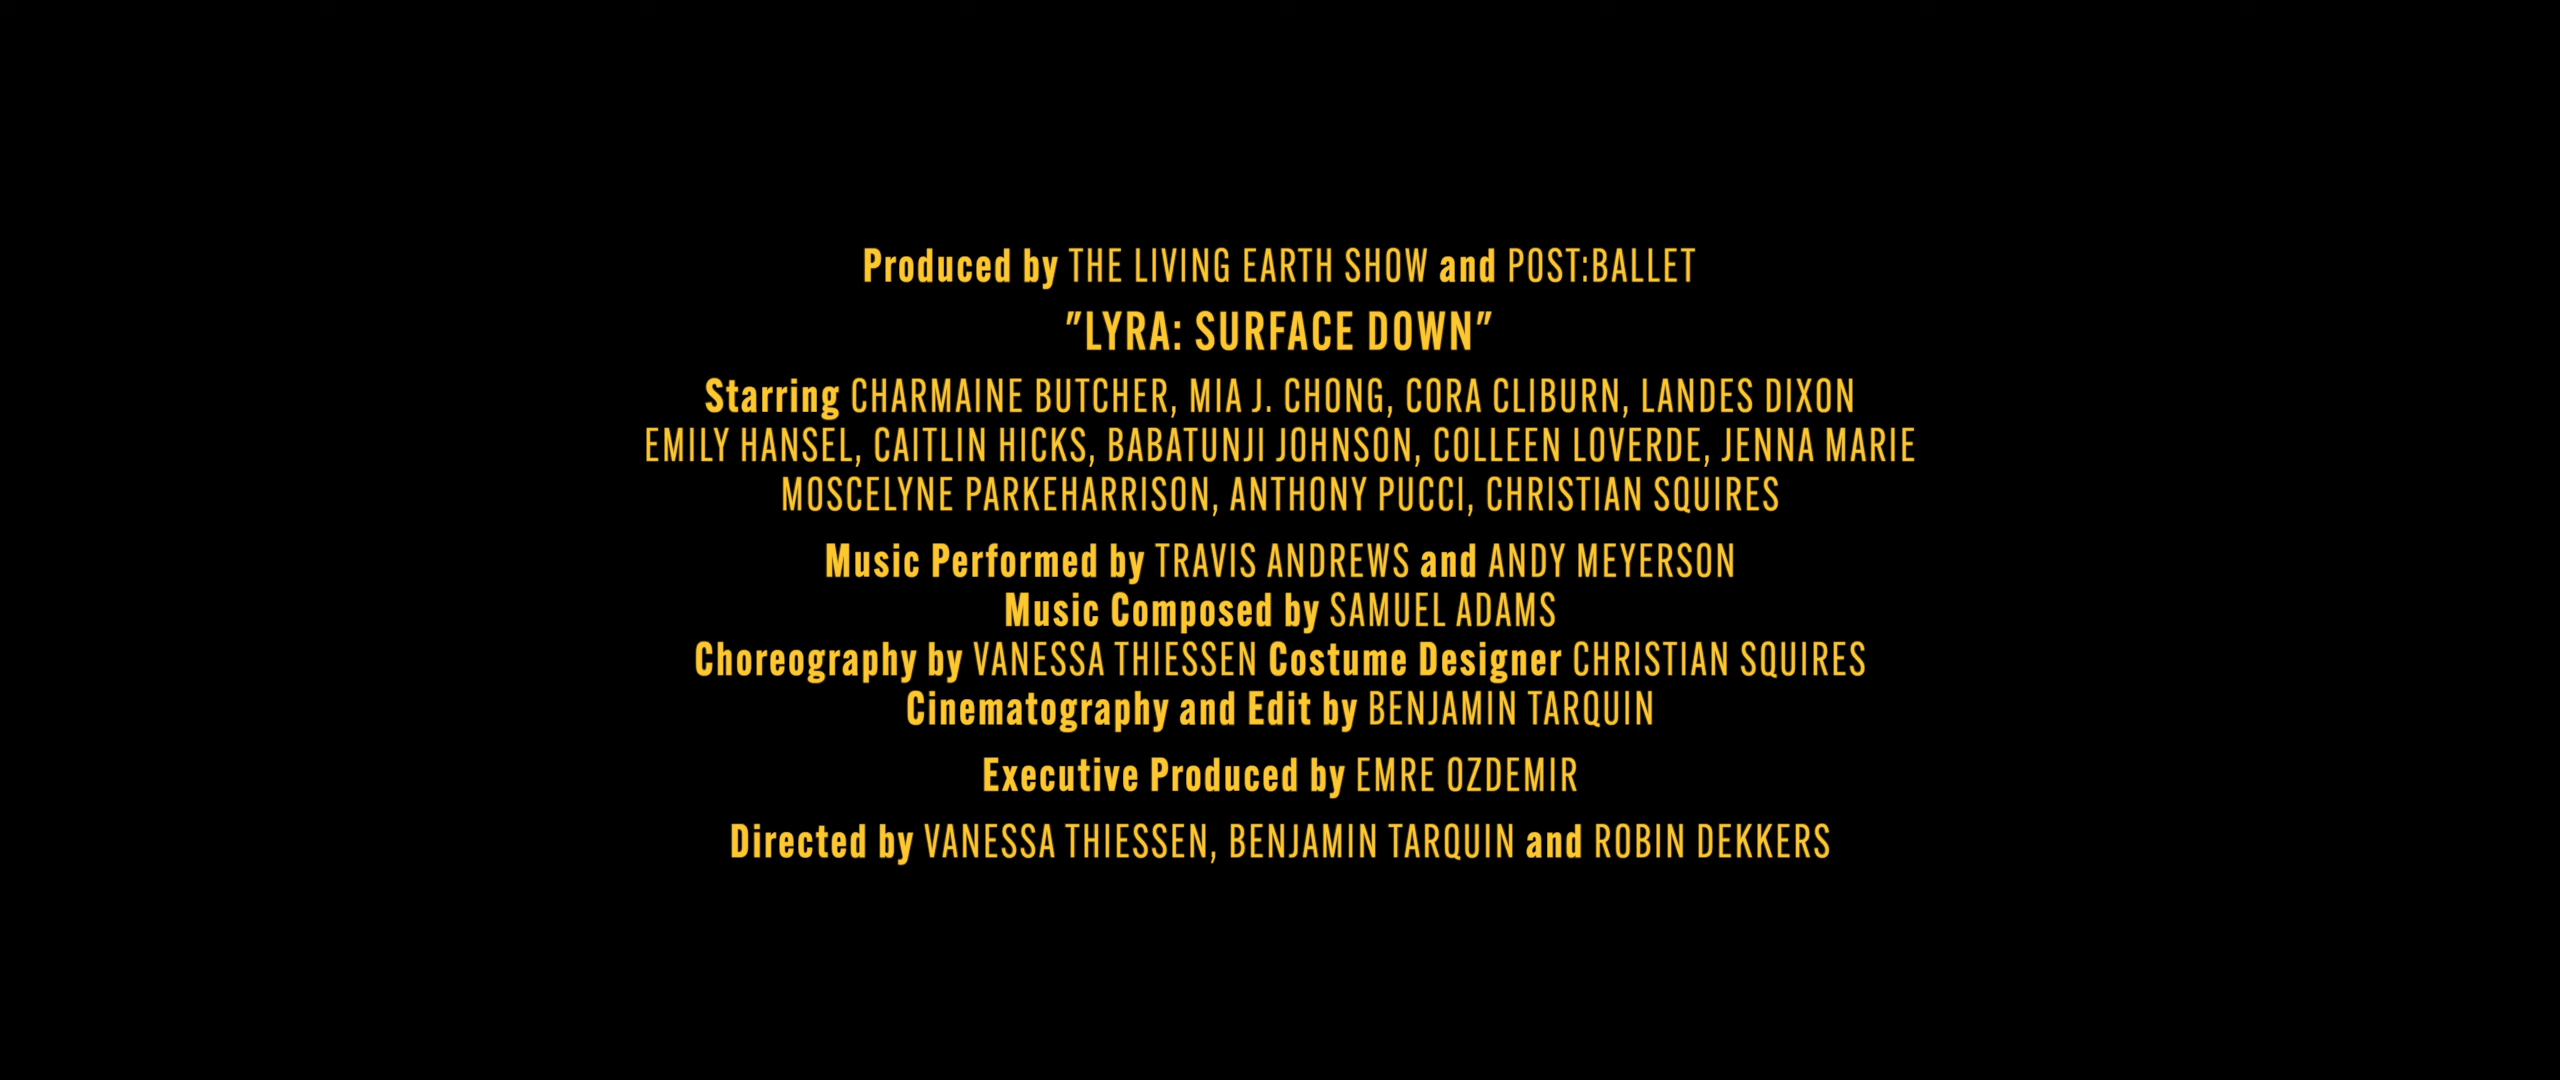 Produced by THE LIVING EARTH SHOW and POST:BALLET
"LYRA: SURFACE DOWN"
Starring CHARMAINE BUTCHER, MIA J. CHONG, CORA CLIBURN, LANDES DIXON
EMILY HANSEL, CAITLIN HICKS, BABATUNJI JOHNSON, COLLEEN LOVERDE, JENNA MARIE
MOSCELYNE PARKEHARRISON, ANTHONY PUCCI, CHRISTIAN SQUIRES
Music Performed by TRAVIS ANDREWS and ANDY MEYERSON
Music Composed by SAMUEL ADAMS
Choreography by VANESSA THIESSEN Costume Designer CHRISTIAN SQUIRES
Cinematography and Edit by BENJAMIN TARQUIN
Executive Produced by EMRE OZDEMIR
Directed by VANESSA THIESSEN, BENJAMIN TARQUIN and ROBIN DEKKERS